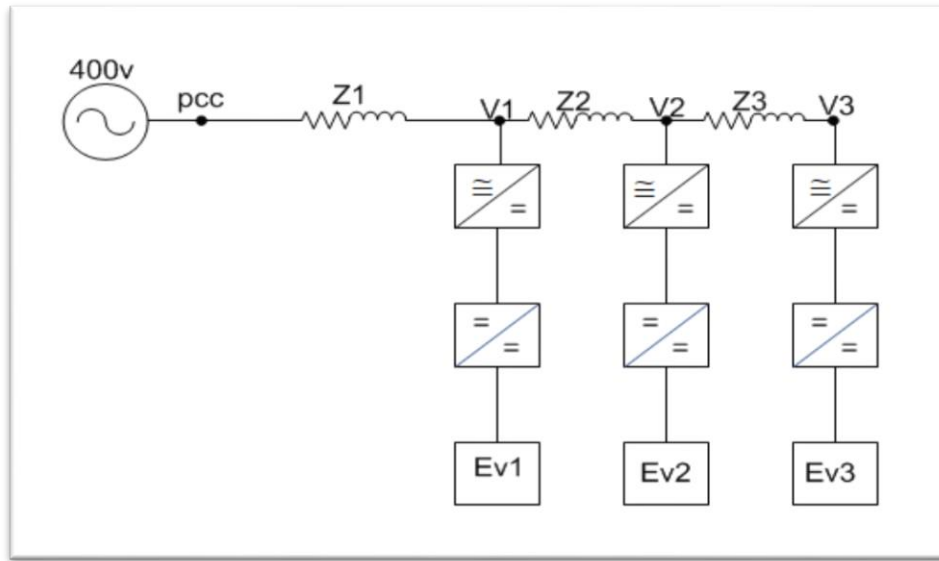 400v
pcc
Z1
V1
Z2
V2
Z3
V3
≅
=
≅
=
≅
=
=
=
=
=
=
=
Ev1
Ev2
Ev3